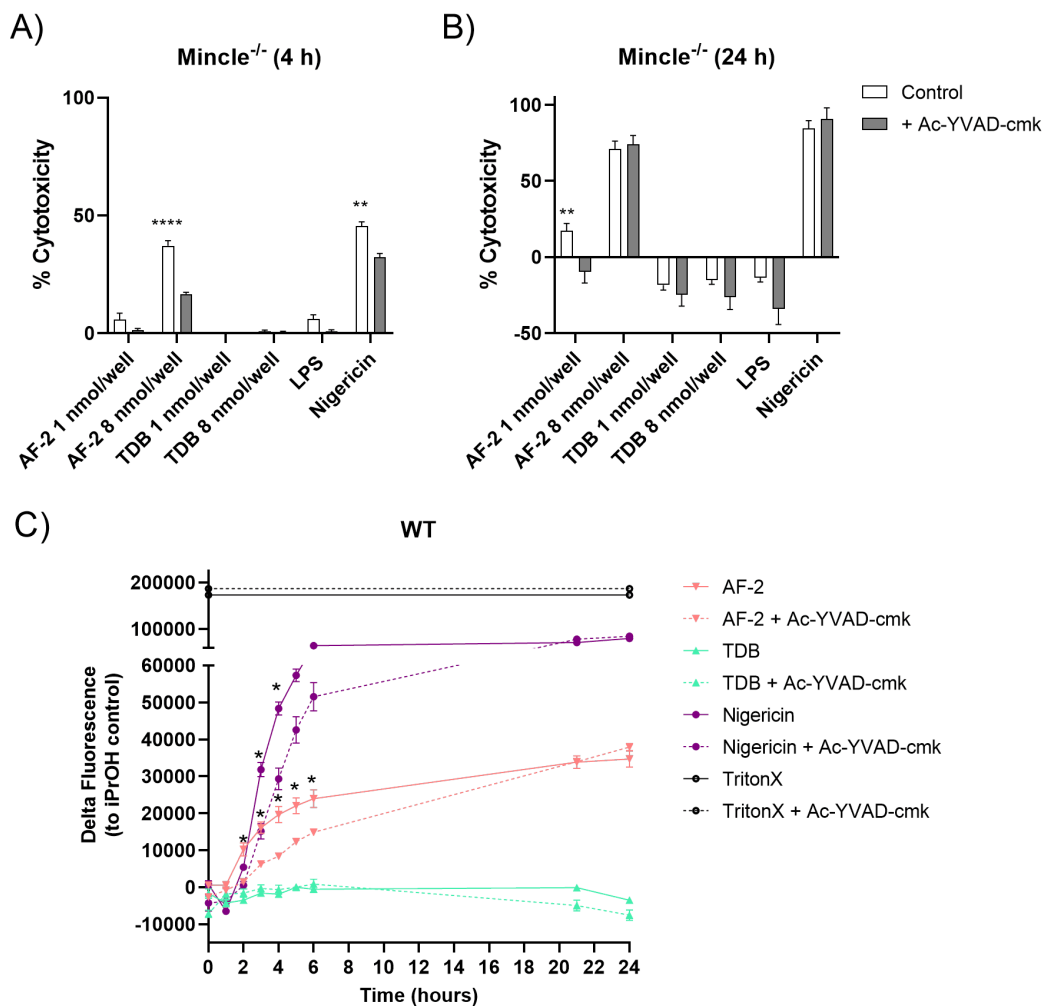 A)
Mincle-/- (4 h)
% Cytotoxicity
100
50
0
****
**
AF-2 1 nmol/well
AF-2 8 nmol/well
TDB 1 nmol/well
TDB 8 nmol/well
LPS
Nigericin
B)
Mincle-/- (24 h)
% Cytotoxicity
100
50
0
-50
**
AF-2 1 nmol/well
AF-2 8 nmol/well
TDB 1 nmol/well
TDB 8 nmol/well
LPS
Nigericin
Control
+ Ac-YVAD-cmk
C)
WT
Delta Fluorescence
(to iPrOH control)
200000
100000
60000
50000
40000
30000
20000
10000
0
-10000
*
*
*
*
*
*
*
0 2 4 6 8 10 12 14 16 18 20 22 24
Time (hours)
AF-2
AF-2 + Ac-YVAD-cmk
TDB
TDB + Ac-YVAD-cmk
Nigericin
Nigericin + Ac-YVAD-cmk
TritonX
TritonX + Ac-YVAD-cmk